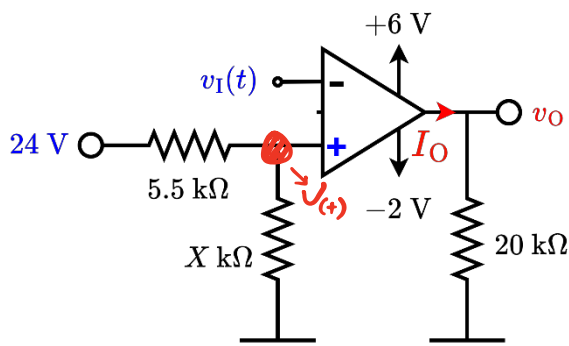 +6 V
vI(t)
-
24 V
+
IO
vO
5.5 kΩ
V(+)
−2 V
X kΩ
20 kΩ